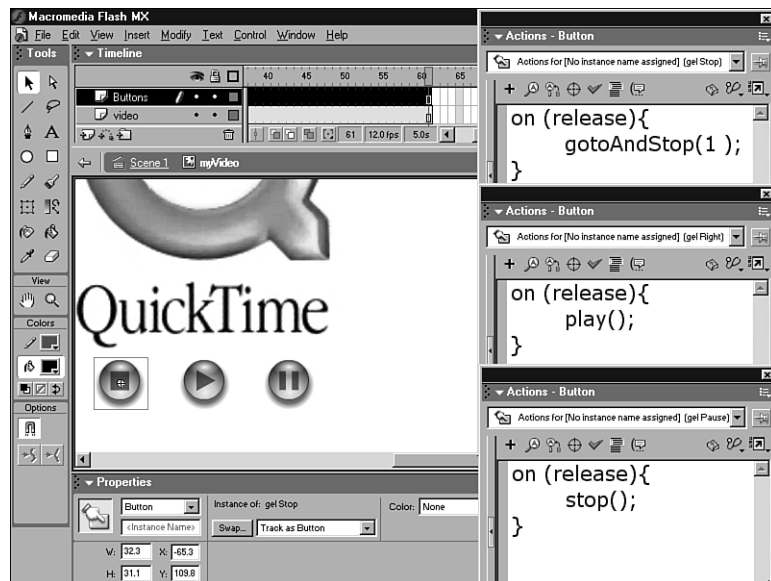 Macromedia Flash MX
File Edit View Insert Modify Text Control Window Help
Tools
Timeline
40 45 50 55 60 65
Buttons
video
61 12.0 fps 5.0s
Scene 1 myVideo
View
Colors
Options
QuickTime
Properties
Button
<Instance Name>
Instance of: gel Stop
Swap... Track as Button
Color: None
W: 32.3 X: -65.3
H: 31.1 Y: 109.8
Actions - Button
Actions for [No instance name assigned] (gel Stop)
on (release){
gotoAndStop(1 );
}
Actions - Button
Actions for [No instance name assigned] (gel Right)
on (release){
play();
}
Actions - Button
Actions for [No instance name assigned] (gel Pause)
on (release){
stop();
}